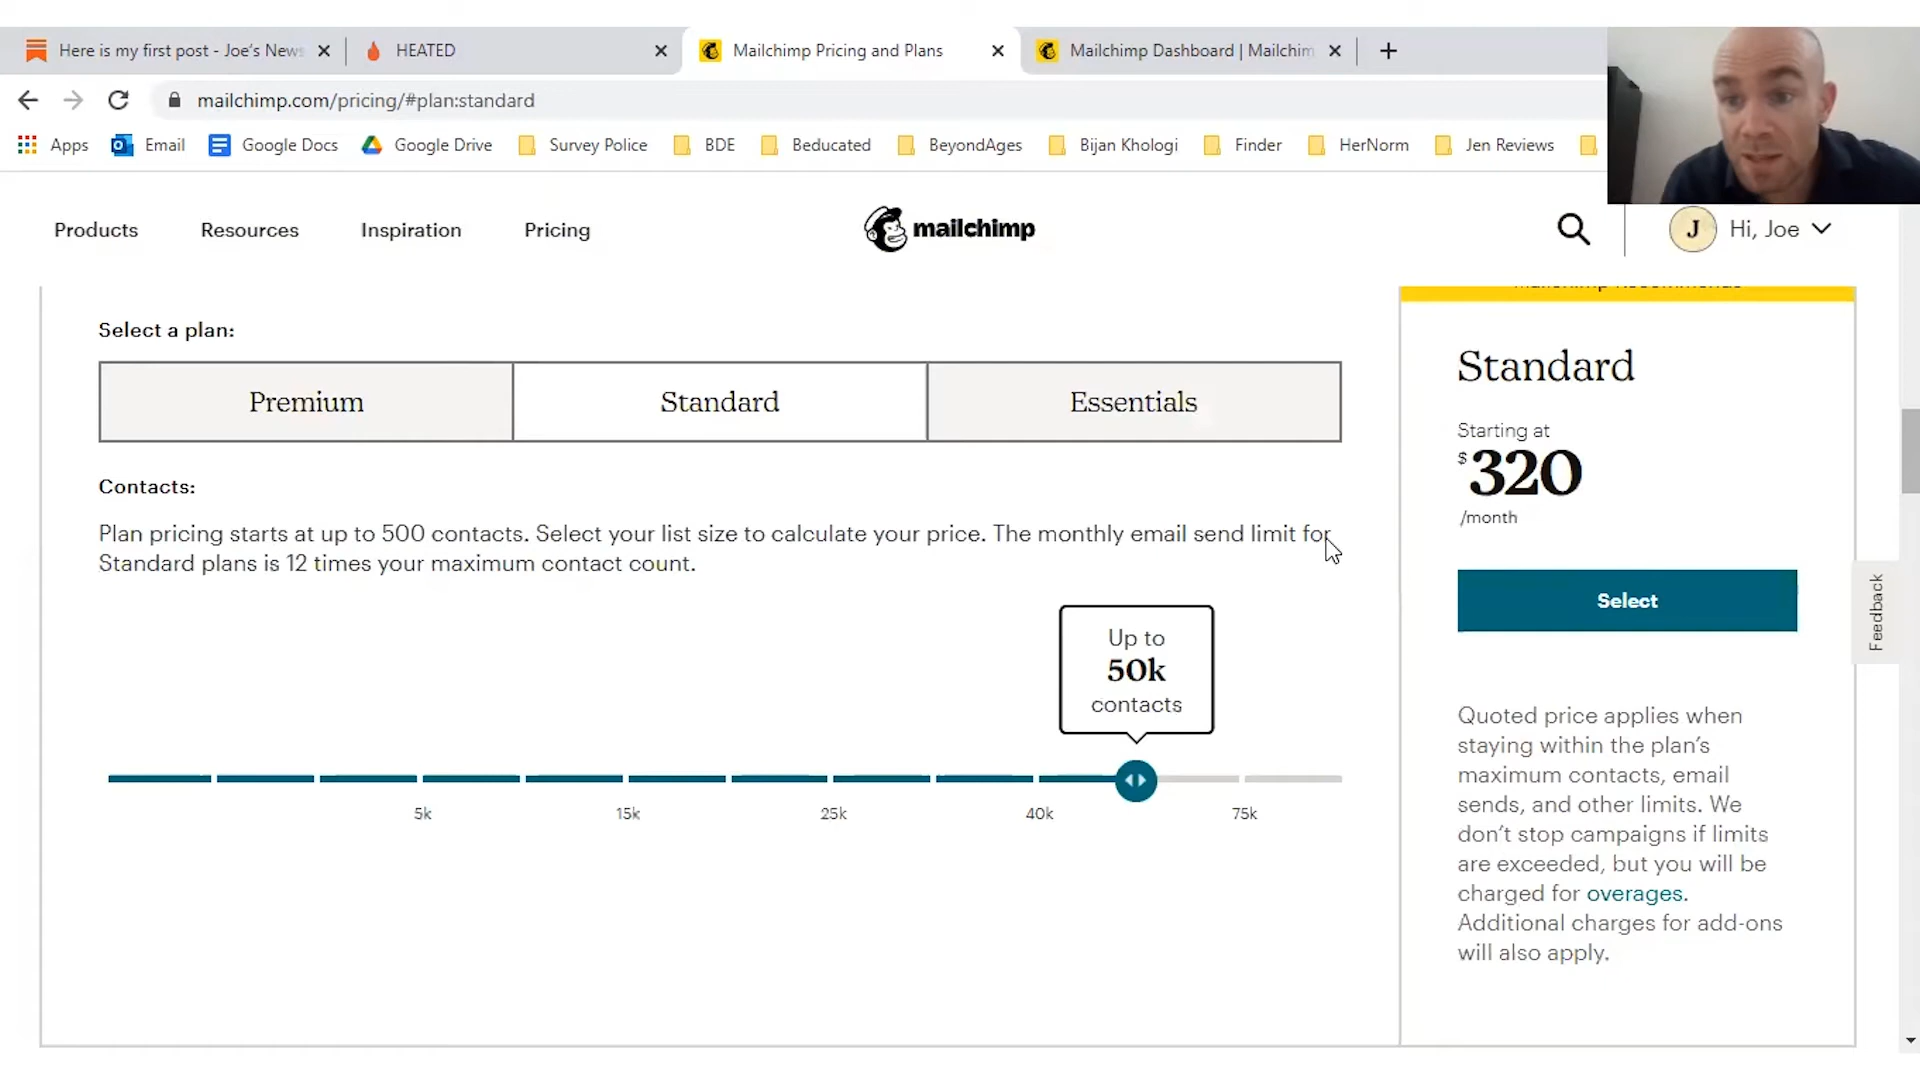 Here is my first post - Joe's News
HEATED
Mailchimp Pricing and Plans
Mailchimp Dashboard | Mailchim
mailchimp.com/pricing/#plan:standard
Apps
Email
Google Docs
Google Drive
Survey Police
BDE
Beducated
BeyondAges
Bijan Khologi
Finder
HerNorm
Jen Reviews
Products
Resources
Inspiration
Pricing
mailchimp
J
Hi, Joe
Mailchimp Recommends
Select a plan:
Premium
Standard
Essentials
Contacts:
Plan pricing starts at up to 500 contacts. Select your list size to calculate your price. The monthly email send limit for
Standard plans is 12 times your maximum contact count.
Up to
50k
contacts
5k
15k
25k
40k
75k
Standard
Starting at
$320
/month
Select
Quoted price applies when
staying within the plan's
maximum contacts, email
sends, and other limits. We
don't stop campaigns if limits
are exceeded, but you will be
charged for overages.
Additional charges for add-ons
will also apply.
Feedback